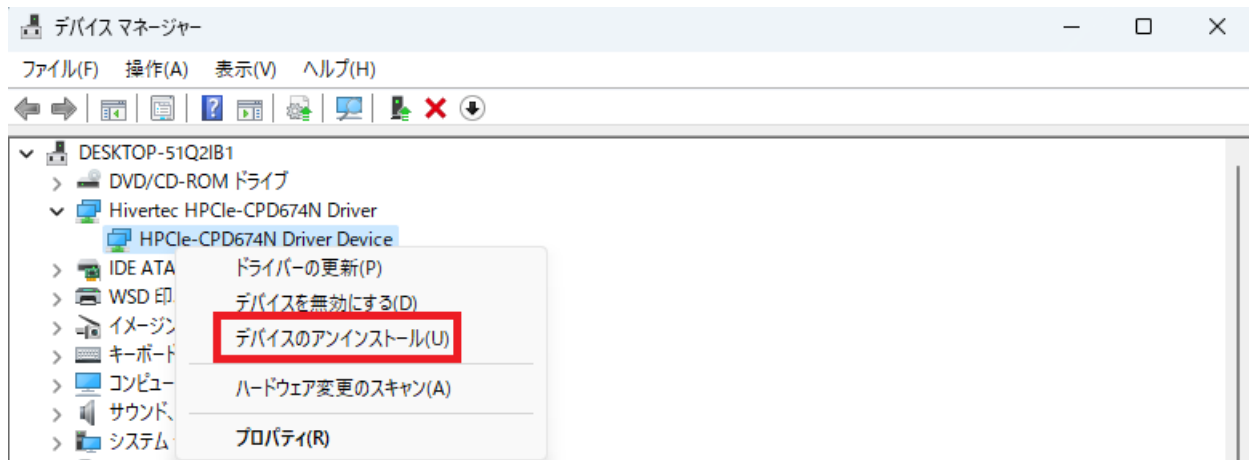 デバイス マネージャー
ファイル(F) 操作(A) 表示(V) ヘルプ(H)
DESKTOP-51Q2IB1
DVD/CD-ROM ドライブ
Hivertec HPCIe-CPD674N Driver
HPCIe-CPD674N Driver Device
IDE ATA
ドライバーの更新(P)
WSD 印
デバイスを無効にする(D)
イメージン
デバイスのアンインストール(U)
キーボード
コンピュー
ハードウェア変更のスキャン(A)
サウンド、
システム
プロパティ(R)